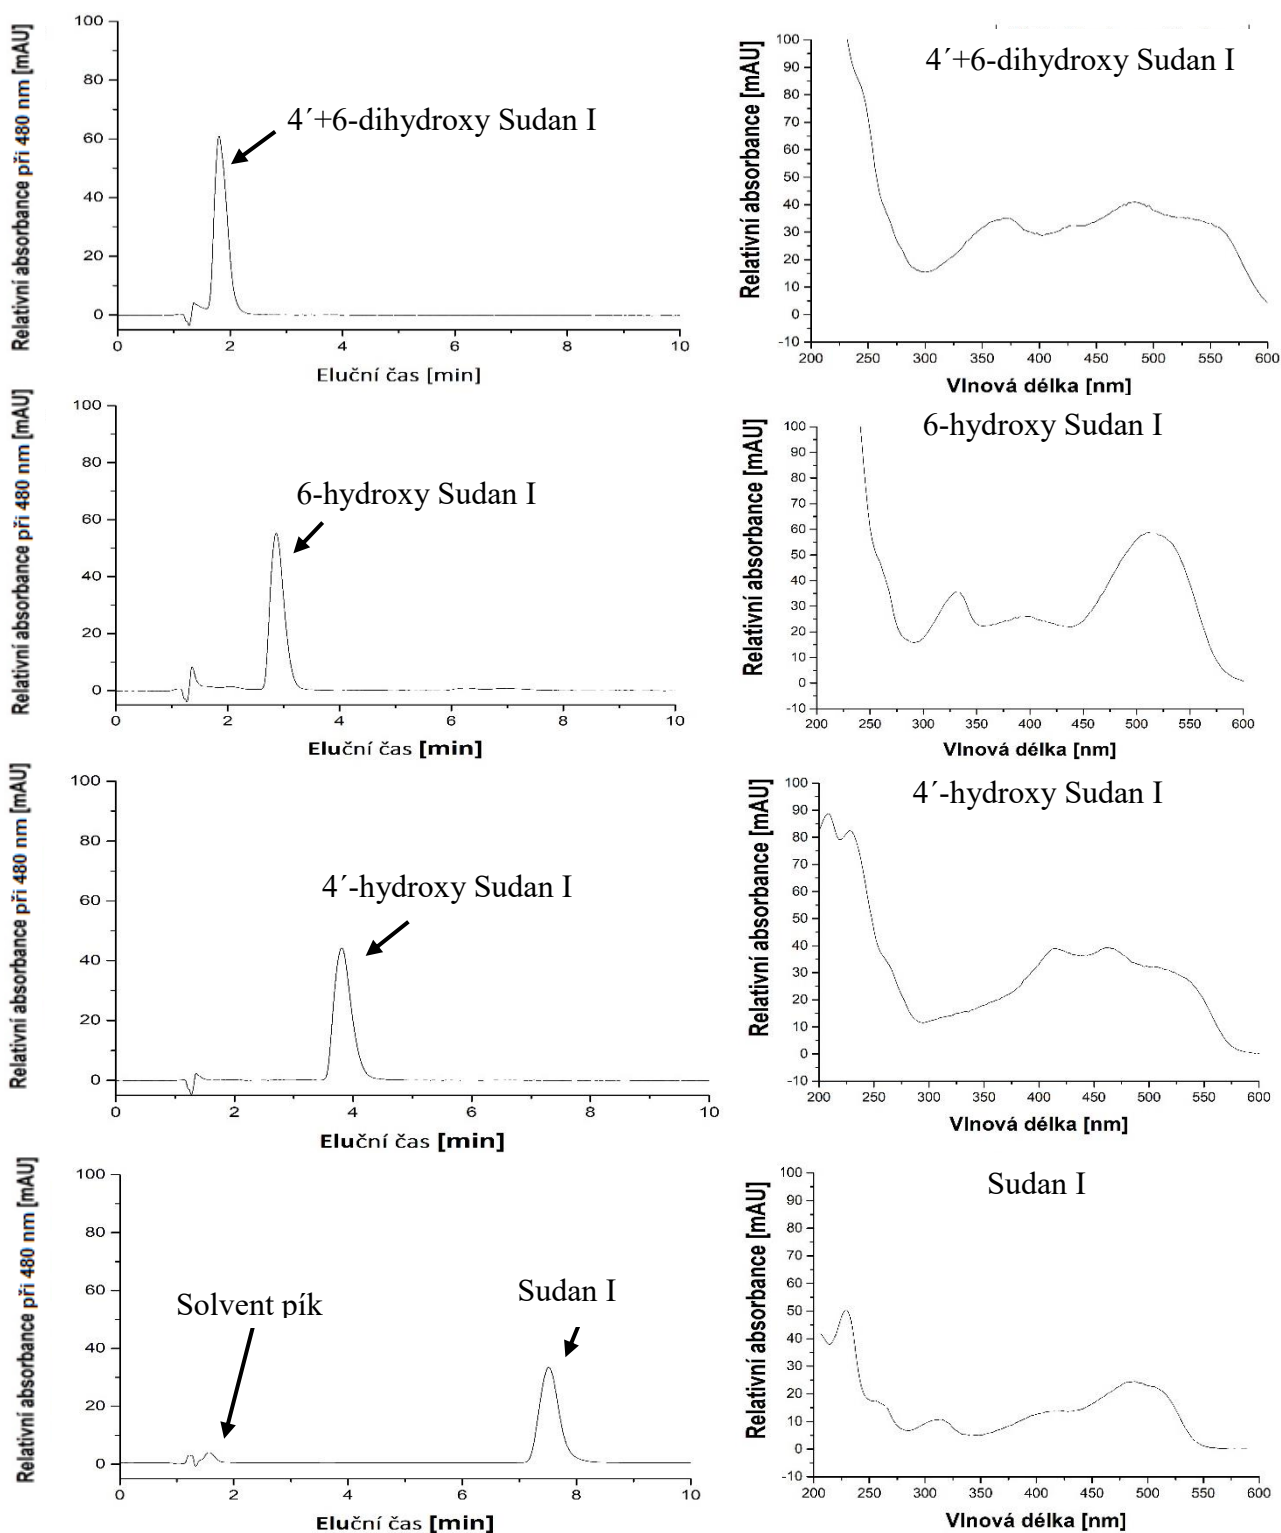 Relativní absorbance při 480 nm [mAU]
100
80
60
40
20
0
4´+6-dihydroxy Sudan I
0 2 4 6 8 10
Eluční čas [min]
Relativní absorbance [mAU]
100
90
80
70
60
50
40
30
20
10
0
-10
4´+6-dihydroxy Sudan I
200 250 300 350 400 450 500 550 600
Vlnová délka [nm]
Relativní absorbance při 480 nm [mAU]
100
80
60
40
20
0
6-hydroxy Sudan I
0 2 4 6 8 10
Eluční čas [min]
Relativní absorbance [mAU]
100
90
80
70
60
50
40
30
20
10
0
-10
6-hydroxy Sudan I
200 250 300 350 400 450 500 550 600
Vlnová délka [nm]
Relativní absorbance při 480 nm [mAU]
100
80
60
40
20
0
4´-hydroxy Sudan I
0 2 4 6 8 10
Eluční čas [min]
Relativní absorbance [mAU]
100
90
80
70
60
50
40
30
20
10
0
-10
4´-hydroxy Sudan I
200 250 300 350 400 450 500 550 600
Vlnová délka [nm]
Relativní absorbance při 480 nm [mAU]
100
80
60
40
20
0
Solvent pík
Sudan I
0 2 4 6 8 10
Eluční čas [min]
Relativní absorbance [mAU]
100
90
80
70
60
50
40
30
20
10
0
-10
Sudan I
200 250 300 350 400 450 500 550 600
Vlnová délka [nm]